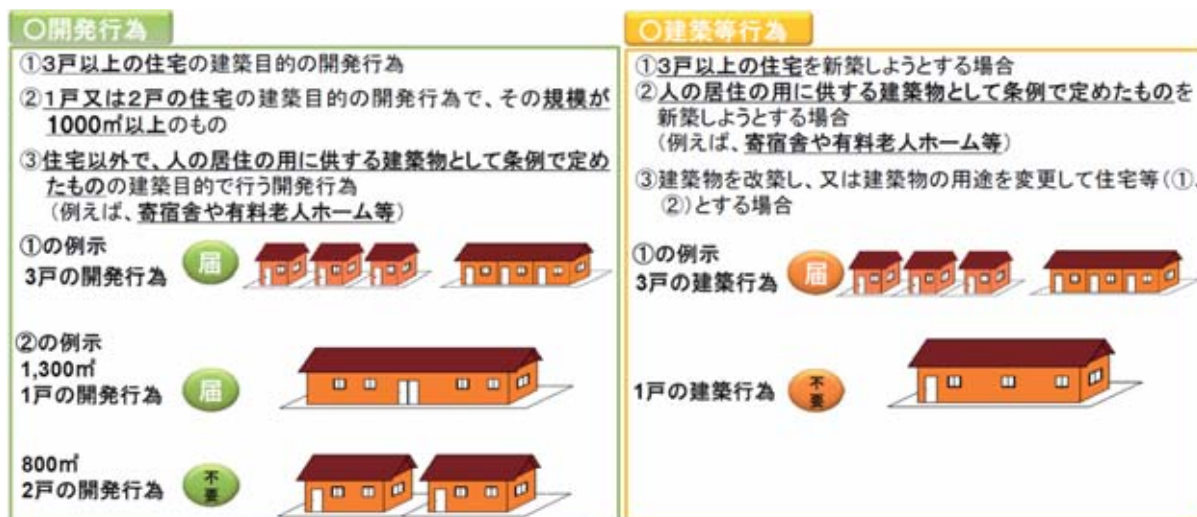 〇開発行為
①3戸以上の住宅の建築目的の開発行為
②1戸又は2戸の住宅の建築目的の開発行為で、その規模が
1000㎡以上のもの
③住宅以外で、人の居住の用に供する建築物として条例で定め
たものの建築目的で行う開発行為
（例えば、寄宿舎や有料老人ホーム等）
①の例示
3戸の開発行為
届
②の例示
1,300㎡
1戸の開発行為
届
800㎡
2戸の開発行為
不要
〇建築等行為
①3戸以上の住宅を新築しようとする場合
②人の居住の用に供する建築物として条例で定めたものを
新築しようとする場合
（例えば、寄宿舎や有料老人ホーム等）
③建築物を改築し、又は建築物の用途を変更して住宅等（①、
②）とする場合
①の例示
3戸の建築行為
届
1戸の建築行為
不要